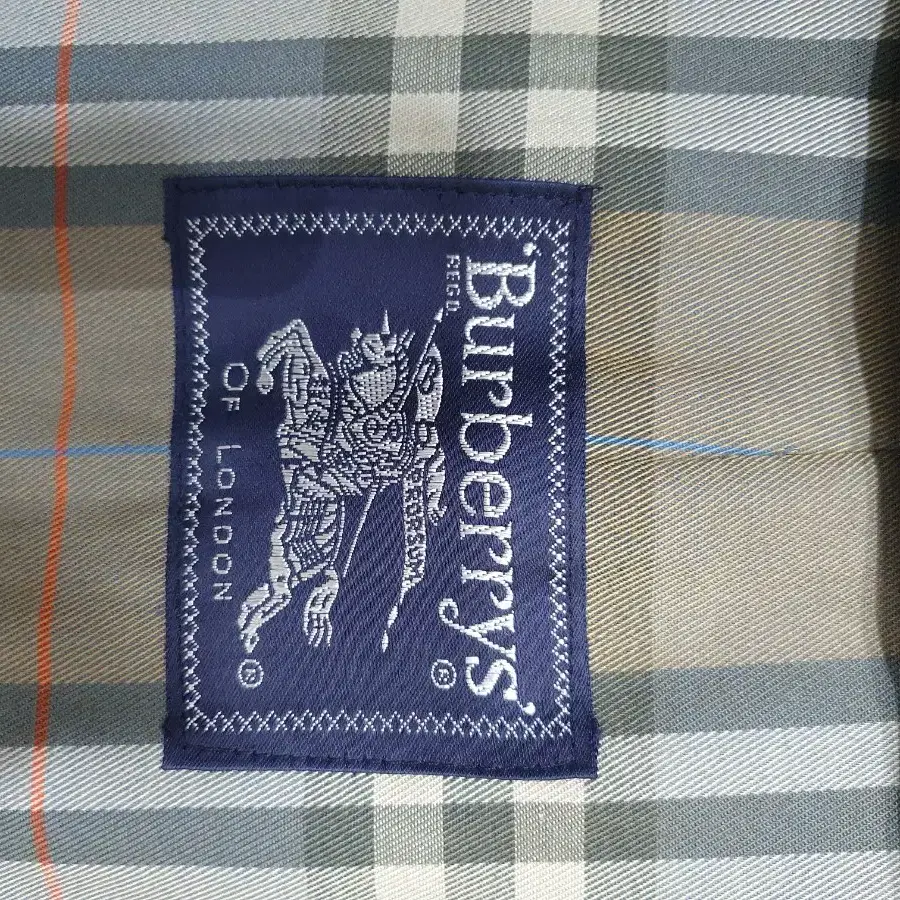 'Burberrys'
REGD
PRORSUM
®
®
OF LONDON